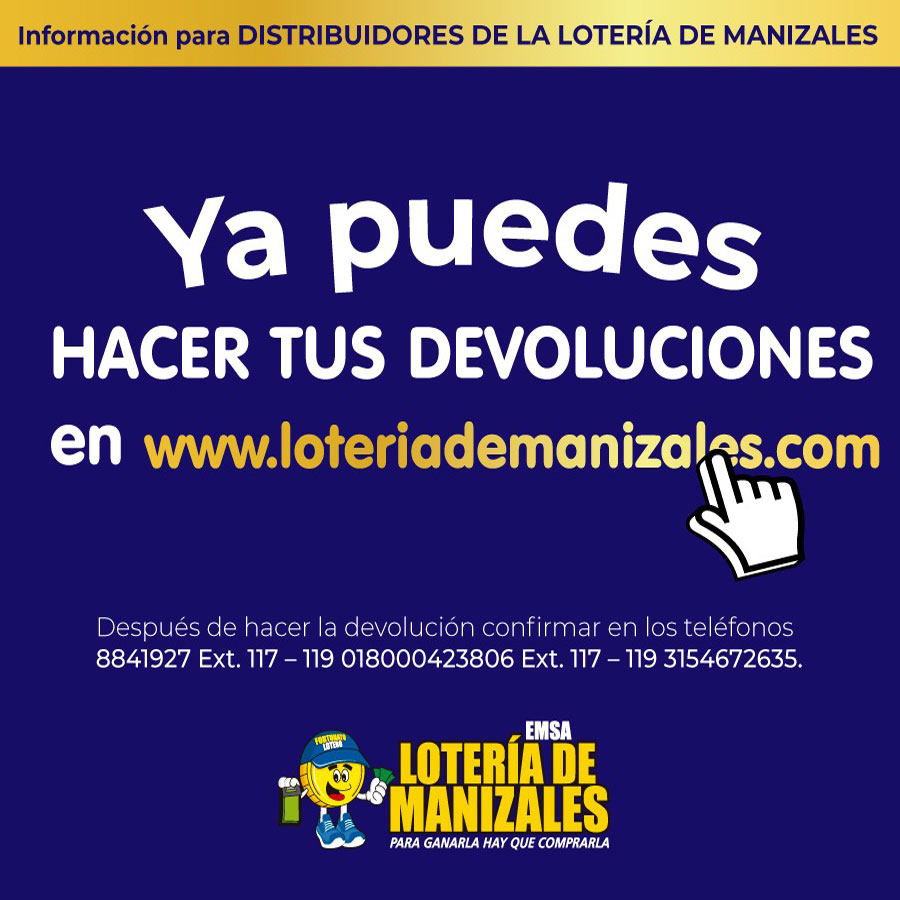 Información para DISTRIBUIDORES DE LA LOTERÍA DE MANIZALES
Ya puedes
HACER TUS DEVOLUCIONES
en www.loteriademanizales.com
Después de hacer la devolución confirmar en los teléfonos
8841927 Ext. 117 – 119 018000423806 Ext. 117 – 119 3154672635.
FORTUNATO
LOTERO
EMSA
LOTERÍA DE
MANIZALES
PARA GANARLA HAY QUE COMPRARLA